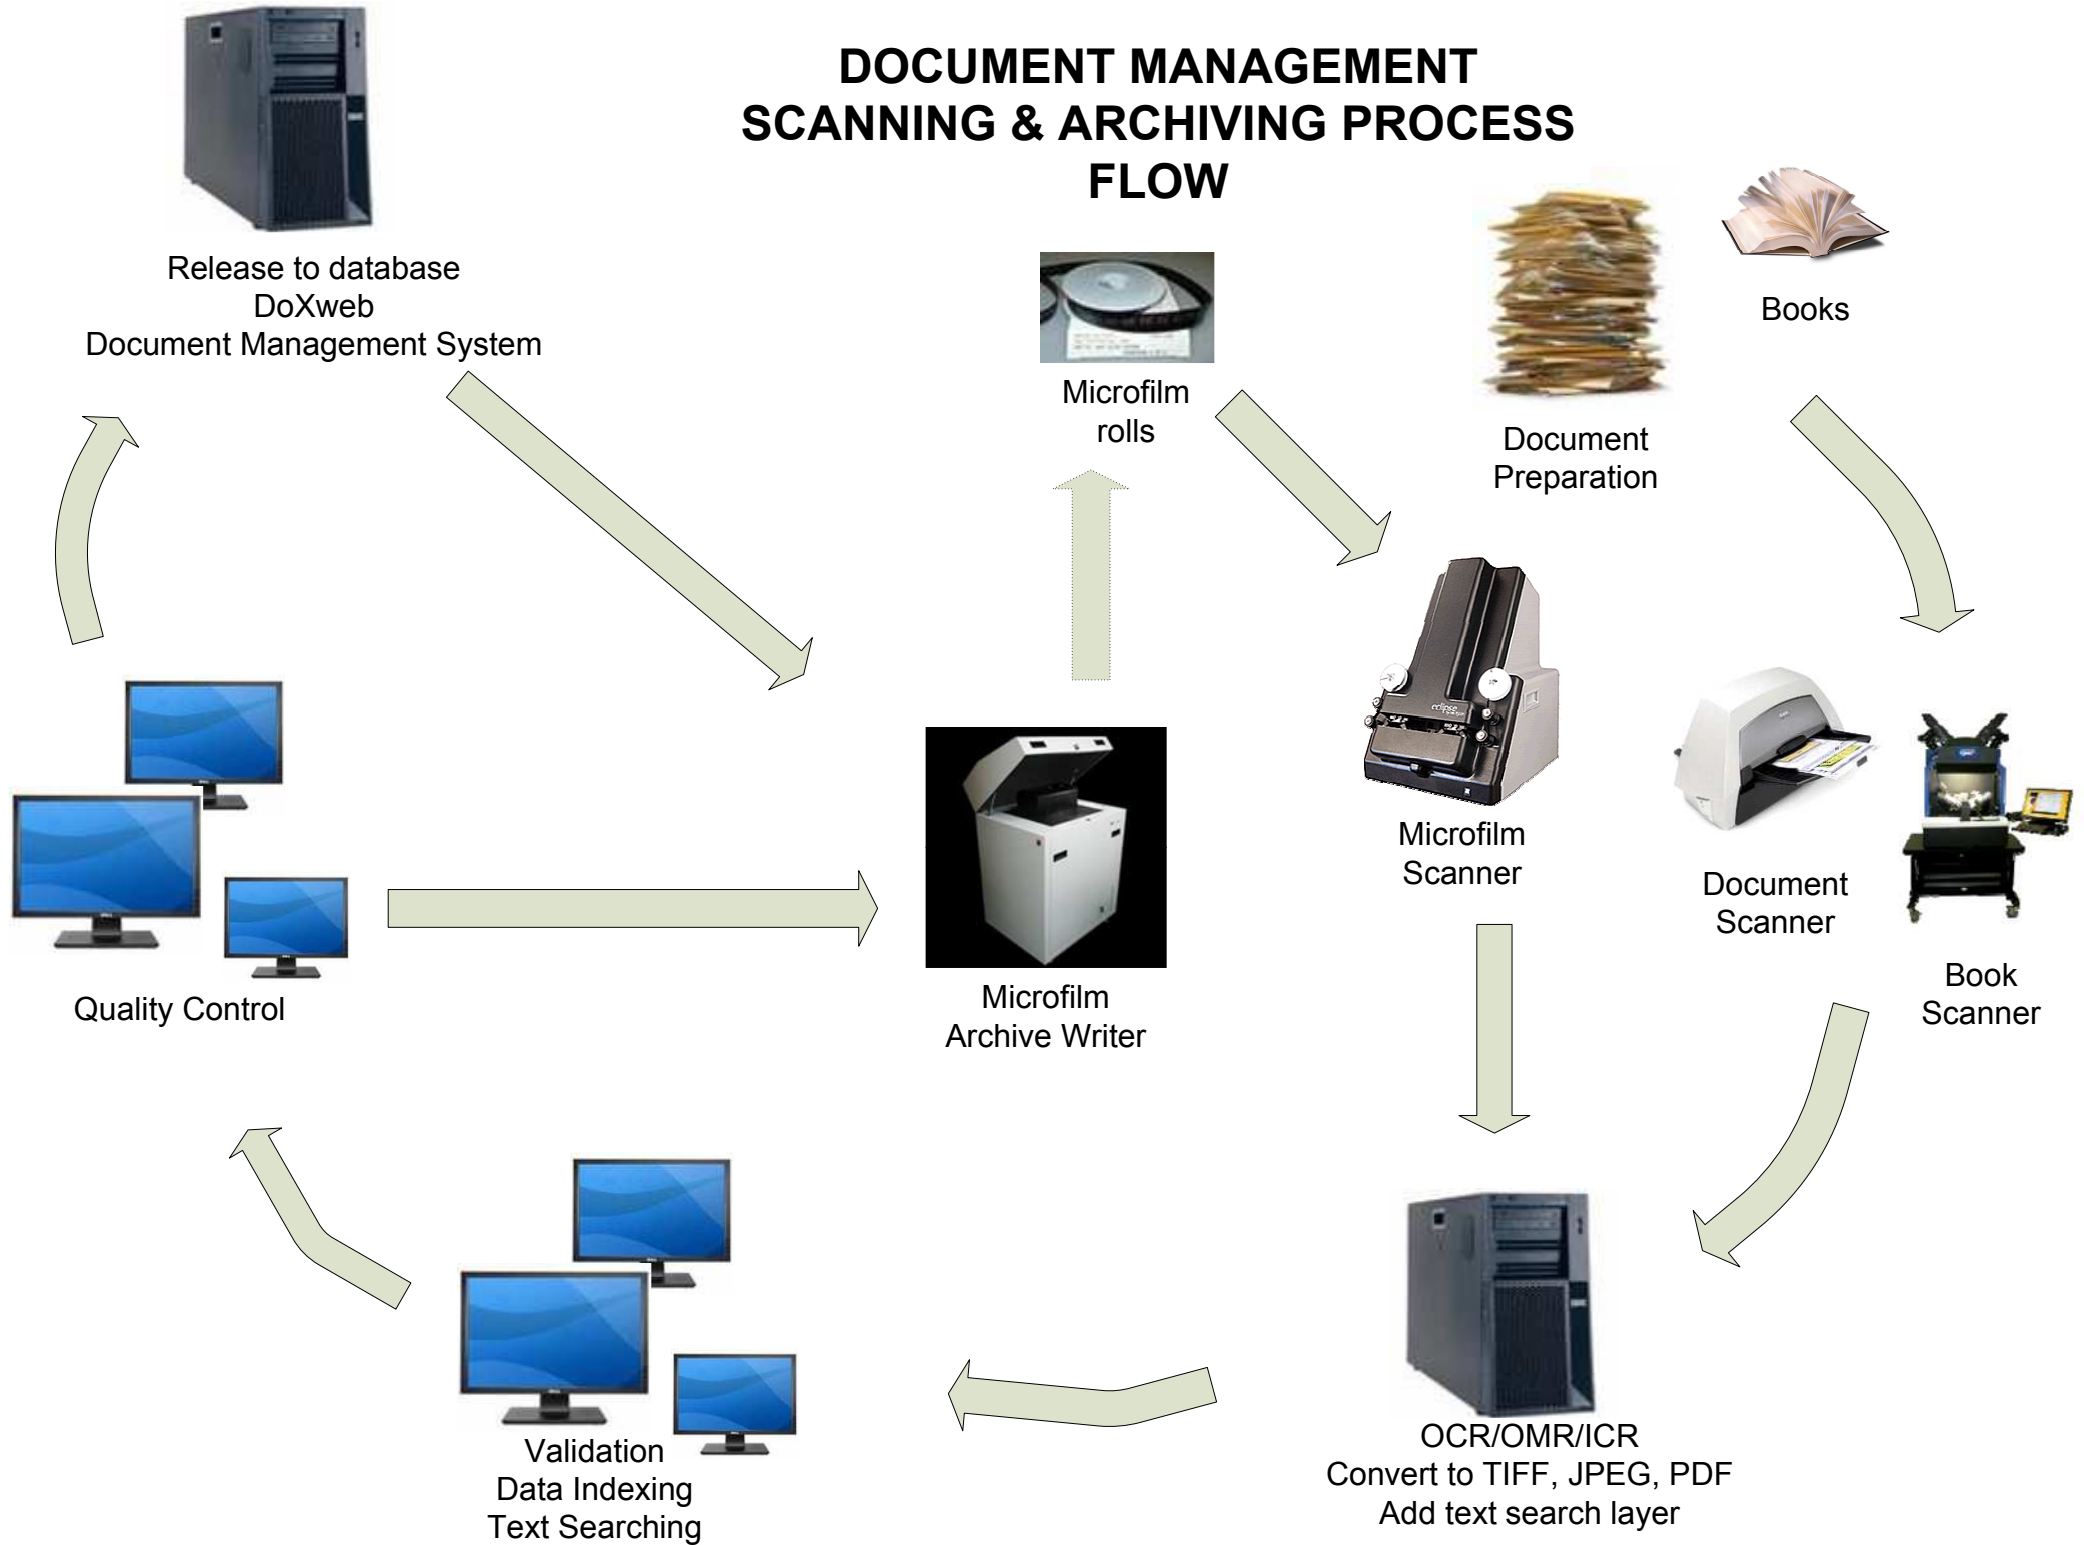 DOCUMENT MANAGEMENT
SCANNING & ARCHIVING PROCESS
FLOW
Release to database
DoXweb
Document Management System
Microfilm
rolls
Document
Preparation
Books
eclipse
Microfilm
Scanner
Document
Scanner
Book
Scanner
Quality Control
Microfilm
Archive Writer
Validation
Data Indexing
Text Searching
OCR/OMR/ICR
Convert to TIFF, JPEG, PDF
Add text search layer